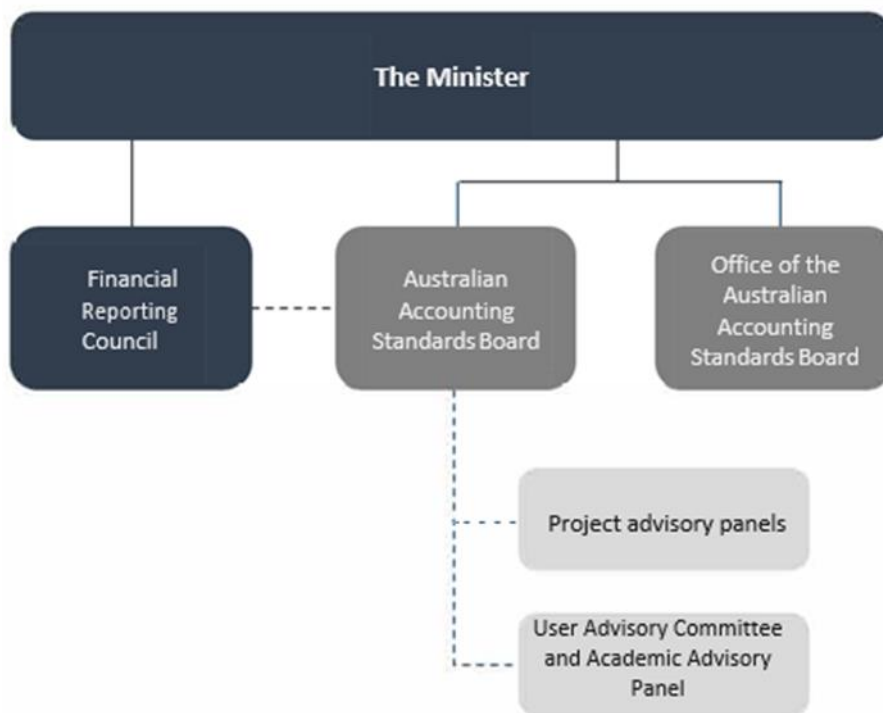 The Minister
Financial
Reporting
Council
Australian
Accounting
Standards Board
Office of the
Australian
Accounting
Standards Board
Project advisory panels
User Advisory Committee
and Academic Advisory
Panel